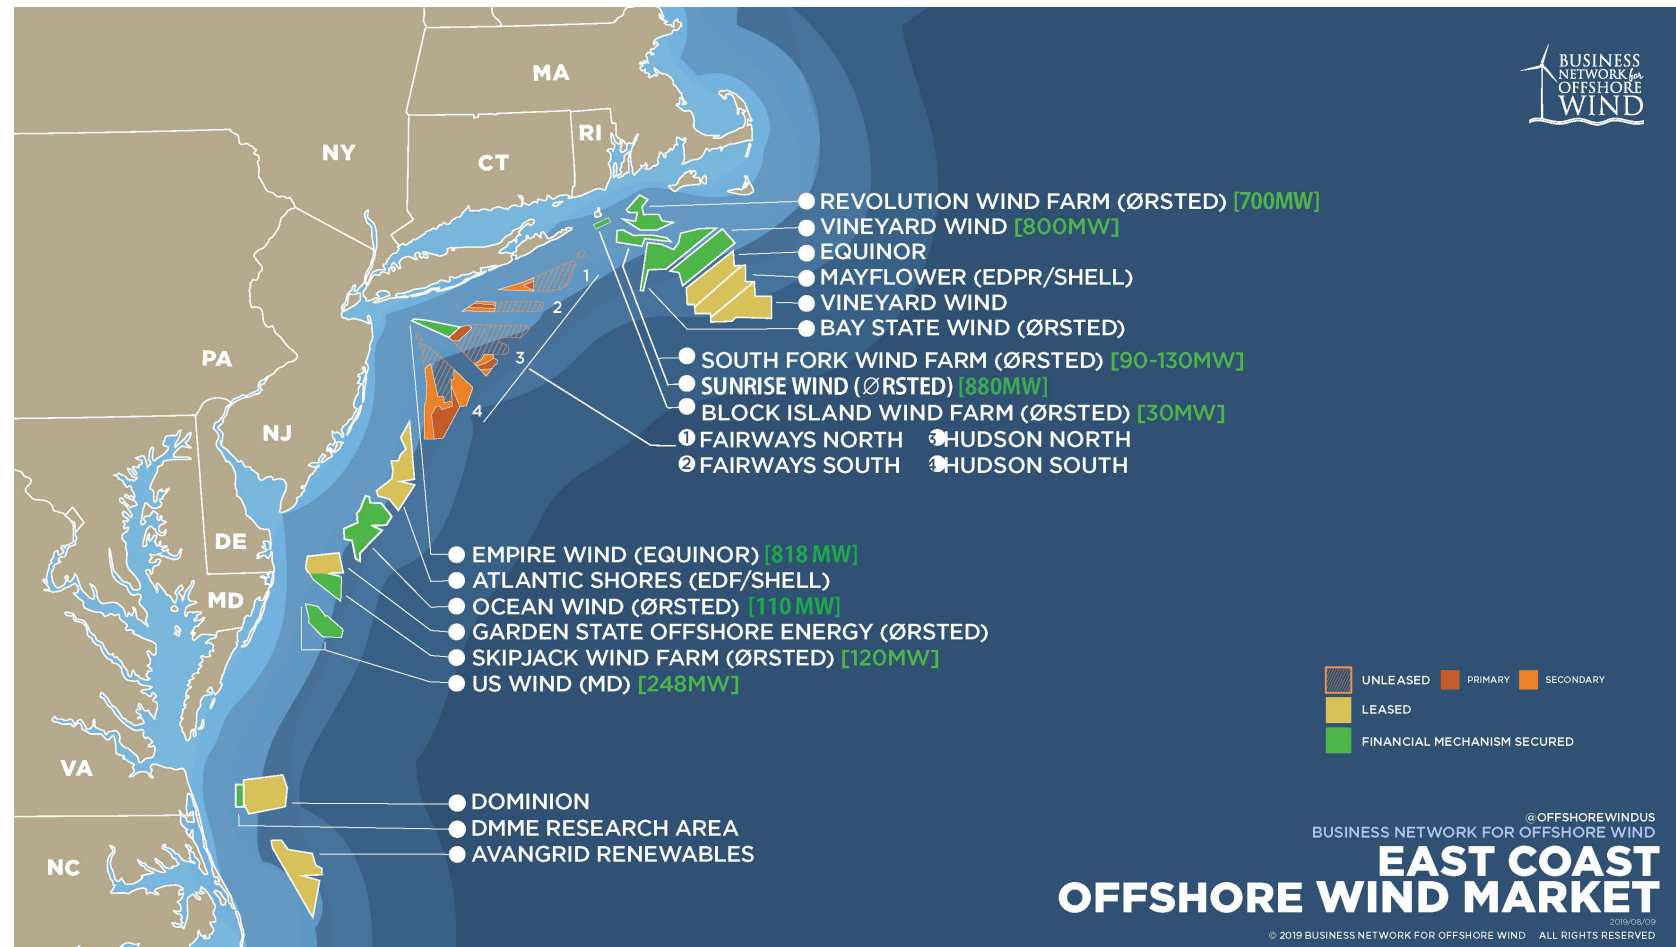 BUSINESS
NETWORK for
OFFSHORE
WIND
MA
RI
NY
CT
PA
NJ
DE
MD
VA
NC
1
2
3
4
REVOLUTION WIND FARM (ØRSTED) [700MW]
VINEYARD WIND [800MW]
EQUINOR
MAYFLOWER (EDPR/SHELL)
VINEYARD WIND
BAY STATE WIND (ØRSTED)
SOUTH FORK WIND FARM (ØRSTED) [90-130MW]
SUNRISE WIND (ØRSTED) [880MW]
BLOCK ISLAND WIND FARM (ØRSTED) [30MW]
1 FAIRWAYS NORTH 3 HUDSON NORTH
2 FAIRWAYS SOUTH 4 HUDSON SOUTH
EMPIRE WIND (EQUINOR) [818 MW]
ATLANTIC SHORES (EDF/SHELL)
OCEAN WIND (ØRSTED) [110 MW]
GARDEN STATE OFFSHORE ENERGY (ØRSTED)
SKIPJACK WIND FARM (ØRSTED) [120MW]
US WIND (MD) [248MW]
DOMINION
DMME RESEARCH AREA
AVANGRID RENEWABLES
UNLEASED PRIMARY SECONDARY
LEASED
FINANCIAL MECHANISM SECURED
@OFFSHOREWINDUS
BUSINESS NETWORK FOR OFFSHORE WIND
EAST COAST
OFFSHORE WIND MARKET
2019/08/09
© 2019 BUSINESS NETWORK FOR OFFSHORE WIND ALL RIGHTS RESERVED